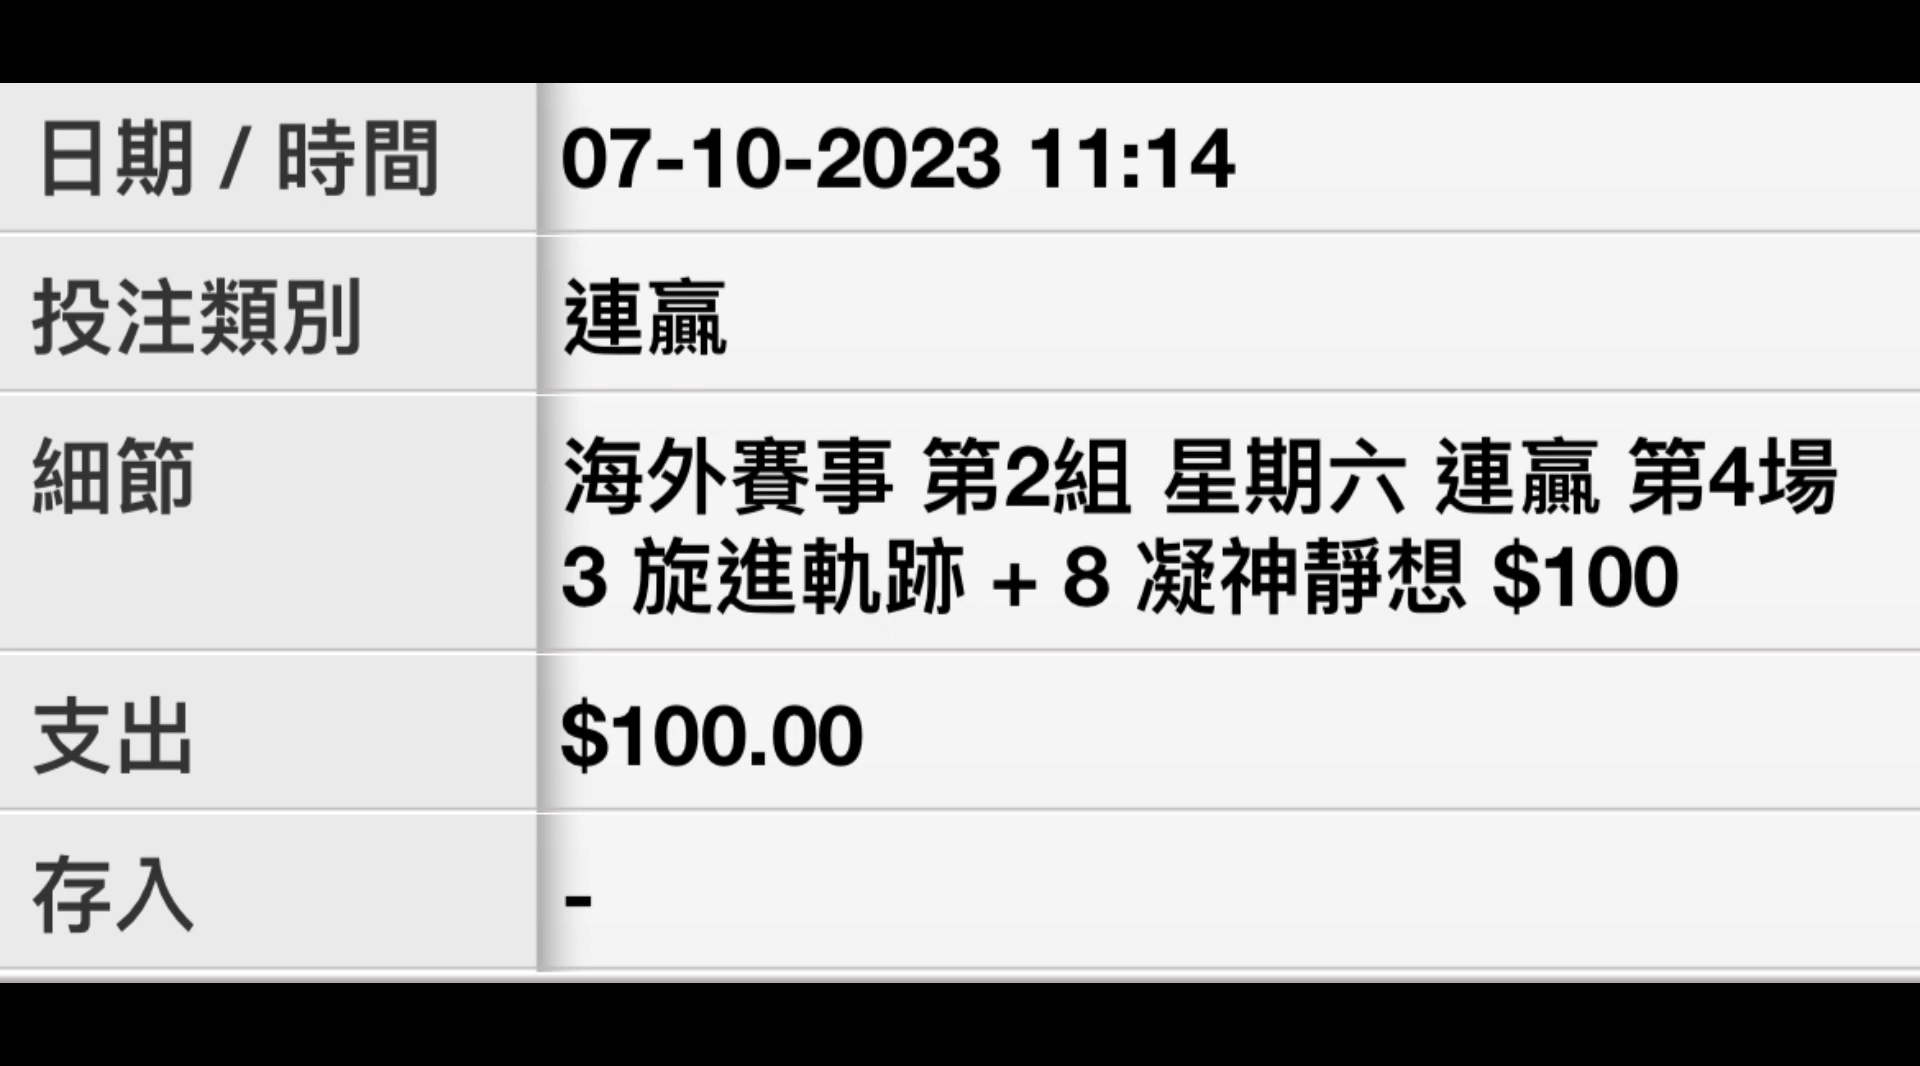 日期 / 時間 07-10-2023 11:14
投注類別 連贏
細節 海外賽事 第2組 星期六 連贏 第4場
3 旋進軌跡 + 8 凝神靜想 $100
支出 $100.00
存入 -